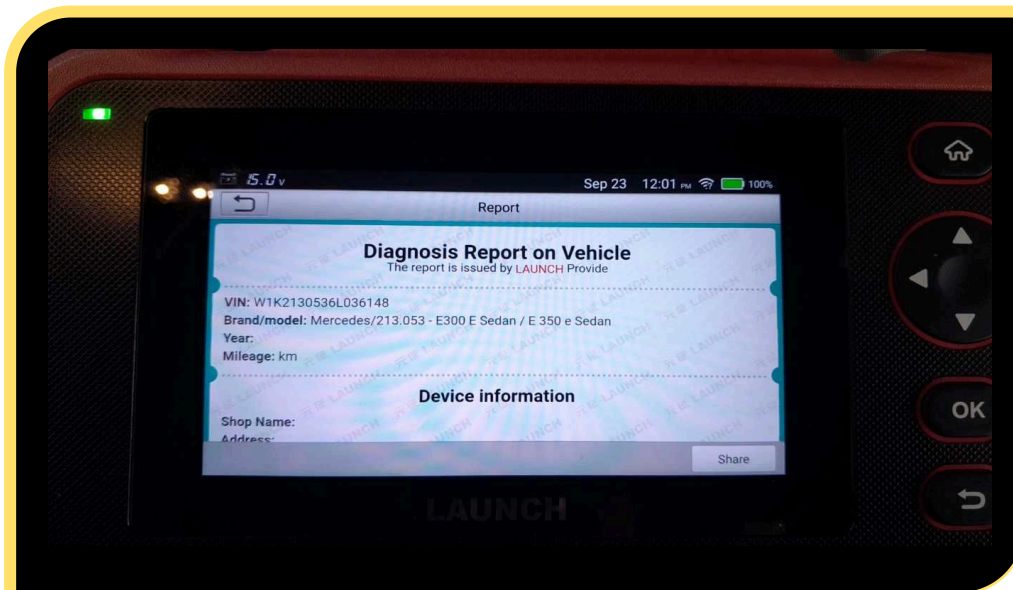 15.0 v
Sep 23 12:01 PM 100%
Report
Diagnosis Report on Vehicle
The report is issued by LAUNCH Provide
VIN: W1K2130536L036148
Brand/model: Mercedes/213.053 - E300 E Sedan / E 350 e Sedan
Year:
Mileage: km
Device information
Shop Name:
Address:
Share
LAUNCH
OK